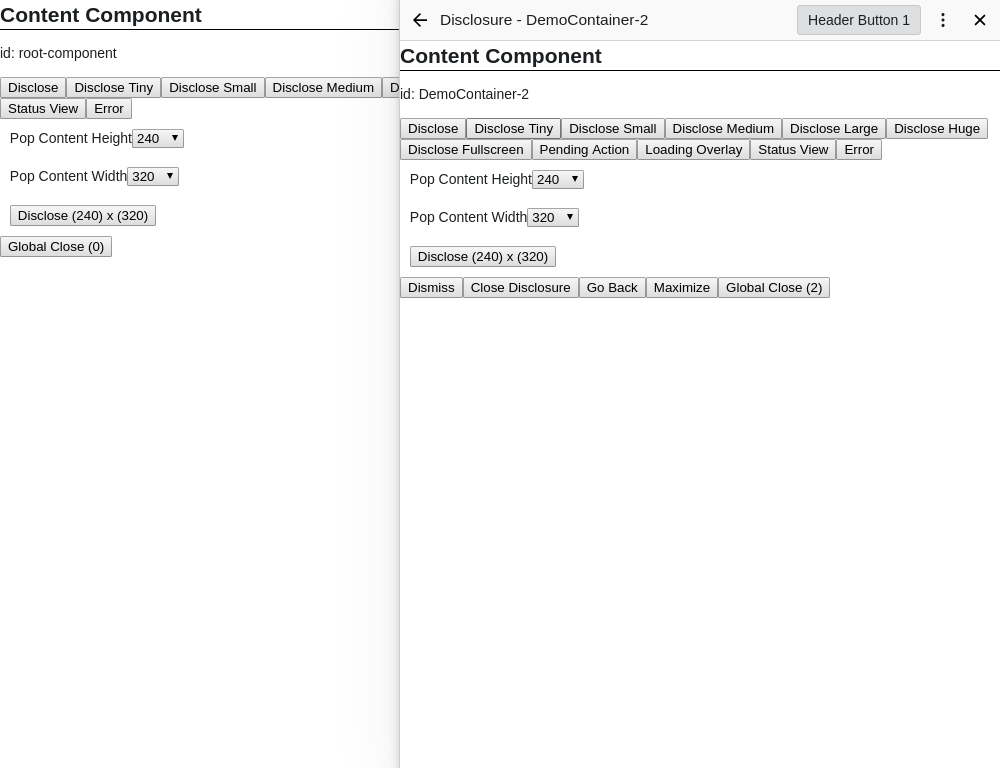 Content Component
id: root-component
Disclose Disclose Tiny Disclose Small Disclose Medium D
Status View Error
Pop Content Height 240
Pop Content Width 320
Disclose (240) x (320)
Global Close (0)
Disclosure - DemoContainer-2 Header Button 1
Content Component
id: DemoContainer-2
Disclose Disclose Tiny Disclose Small Disclose Medium Disclose Large Disclose Huge
Disclose Fullscreen Pending Action Loading Overlay Status View Error
Pop Content Height 240
Pop Content Width 320
Disclose (240) x (320)
Dismiss Close Disclosure Go Back Maximize Global Close (2)